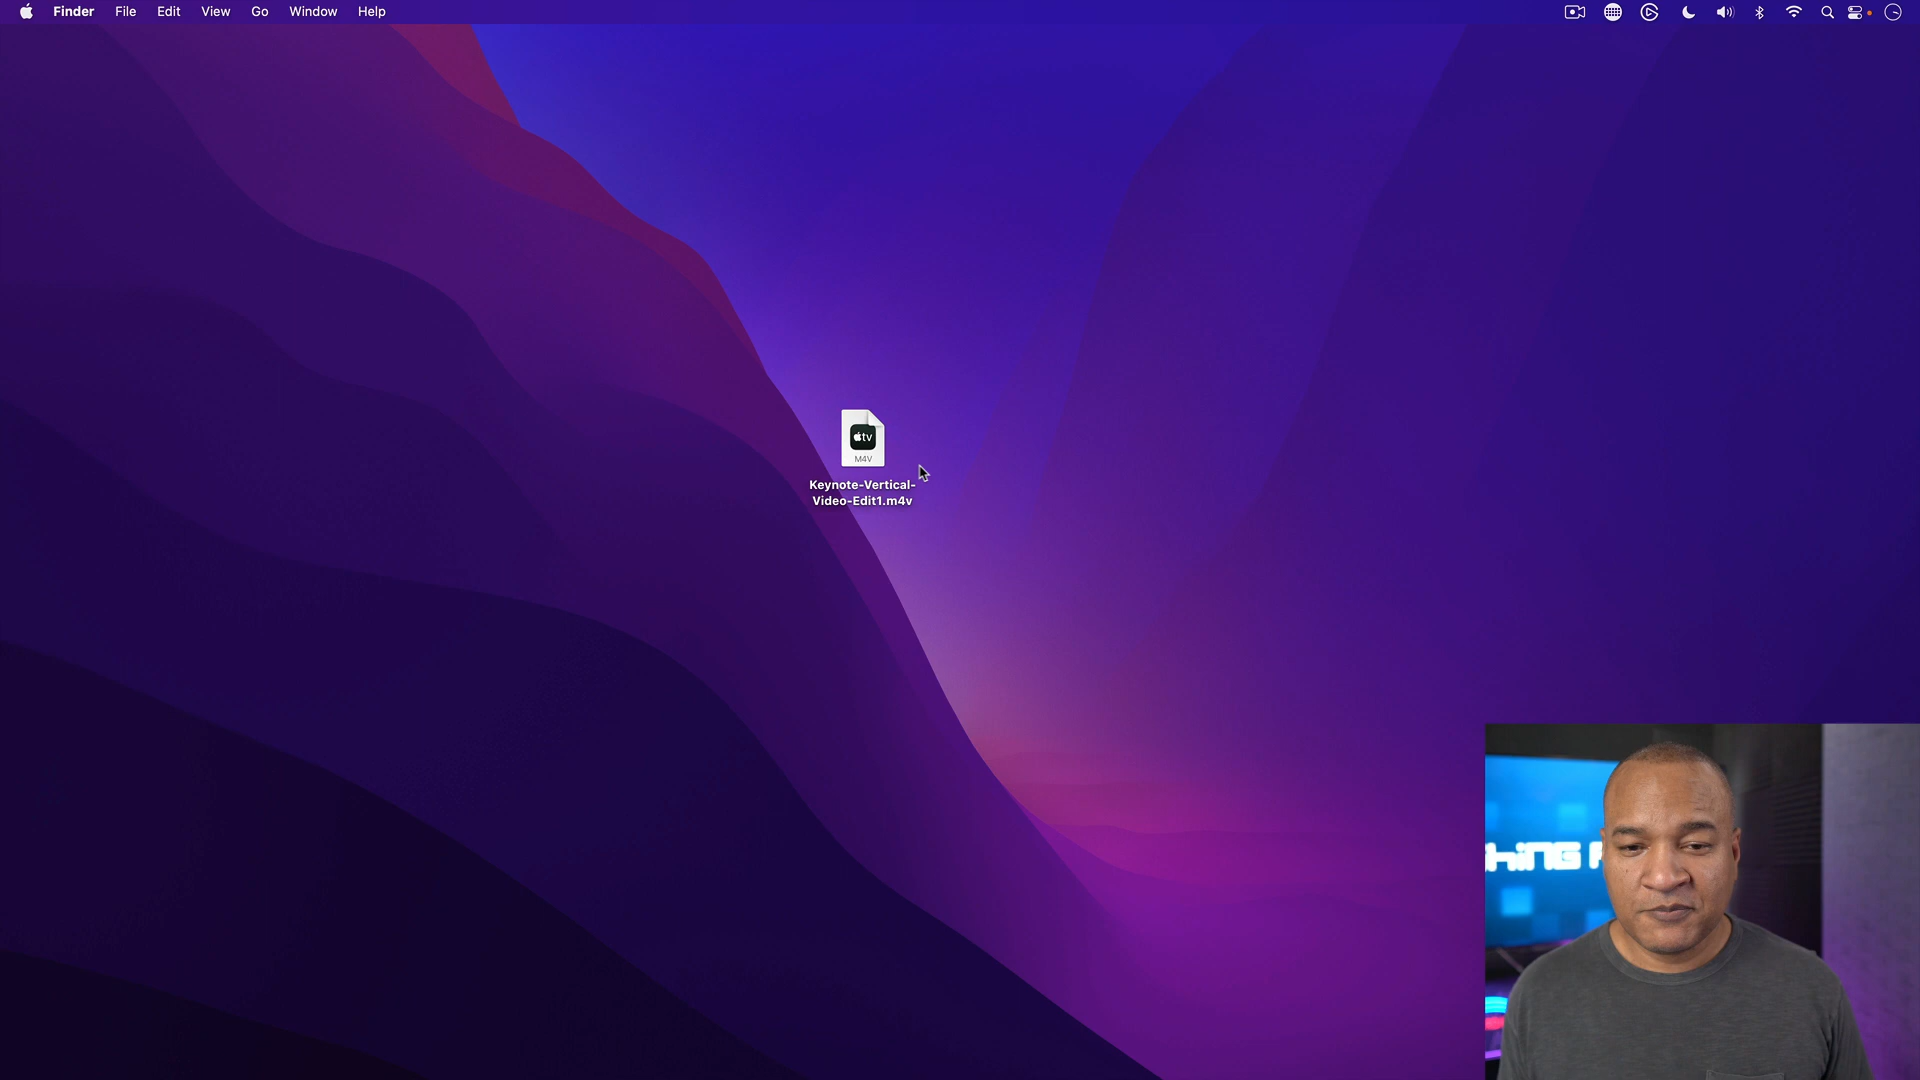 Finder File Edit View Go Window Help
tv
M4V
Keynote-Vertical-
Video-Edit1.m4v